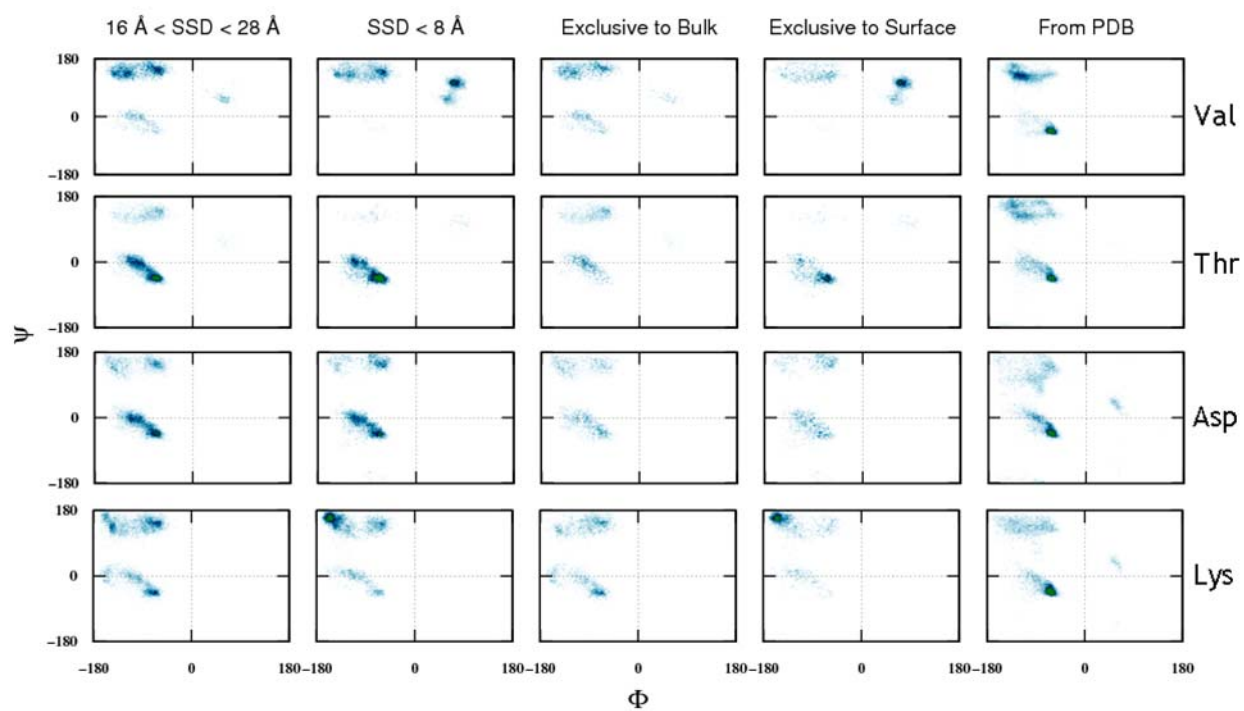 16 Å < SSD < 28 Å SSD < 8 Å Exclusive to Bulk Exclusive to Surface From PDB
180
0
−180
Val
180
0
−180
Thr
Ψ
180
0
−180
Asp
180
0
−180
Lys
−180 0 180−180 0 180−180 0 180−180 0 180−180 0 180
Φ